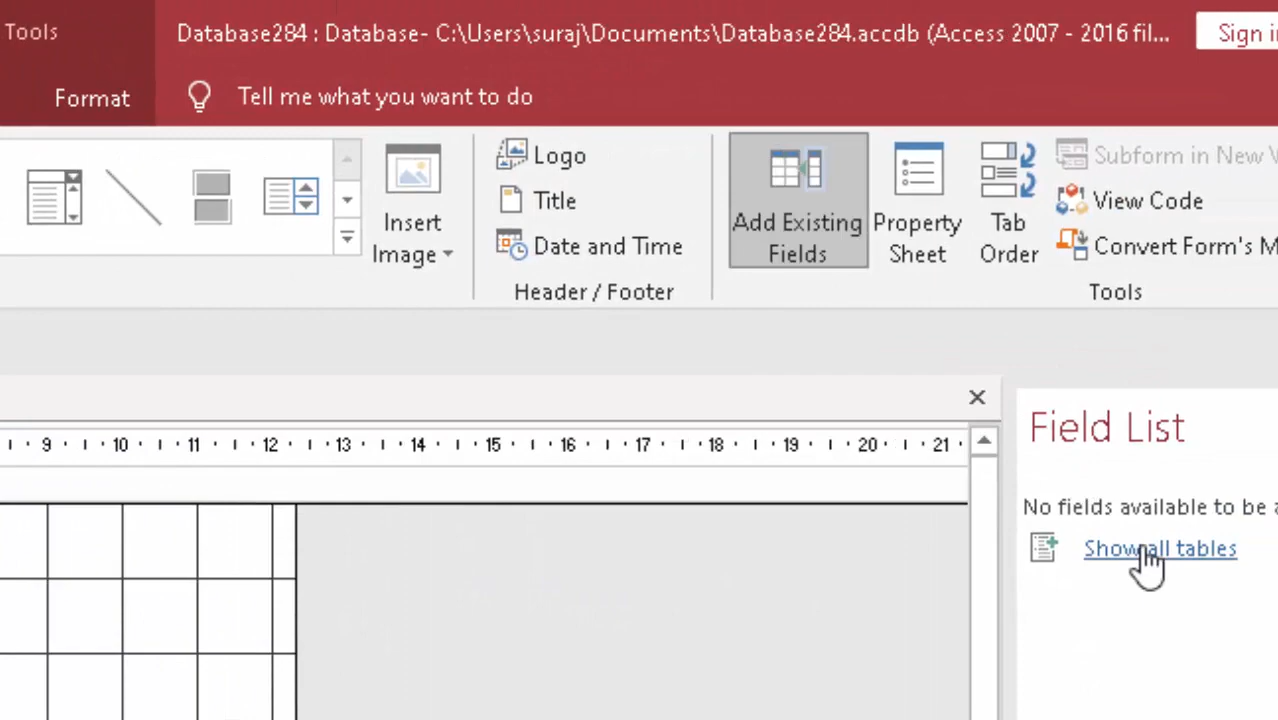 Tools
Database284 : Database- C:\Users\suraj\Documents\Database284.accdb (Access 2007 - 2016 fil...
Sign in
Format
Tell me what you want to do
Insert
Image
Logo
Title
Date and Time
Header / Footer
Add Existing
Fields
Property
Sheet
Tab
Order
Subform in New
View Code
Convert Form's M
Tools
9 10 11 12 13 14 15 16 17 18 19 20 21
Field List
No fields available to be a
Show all tables